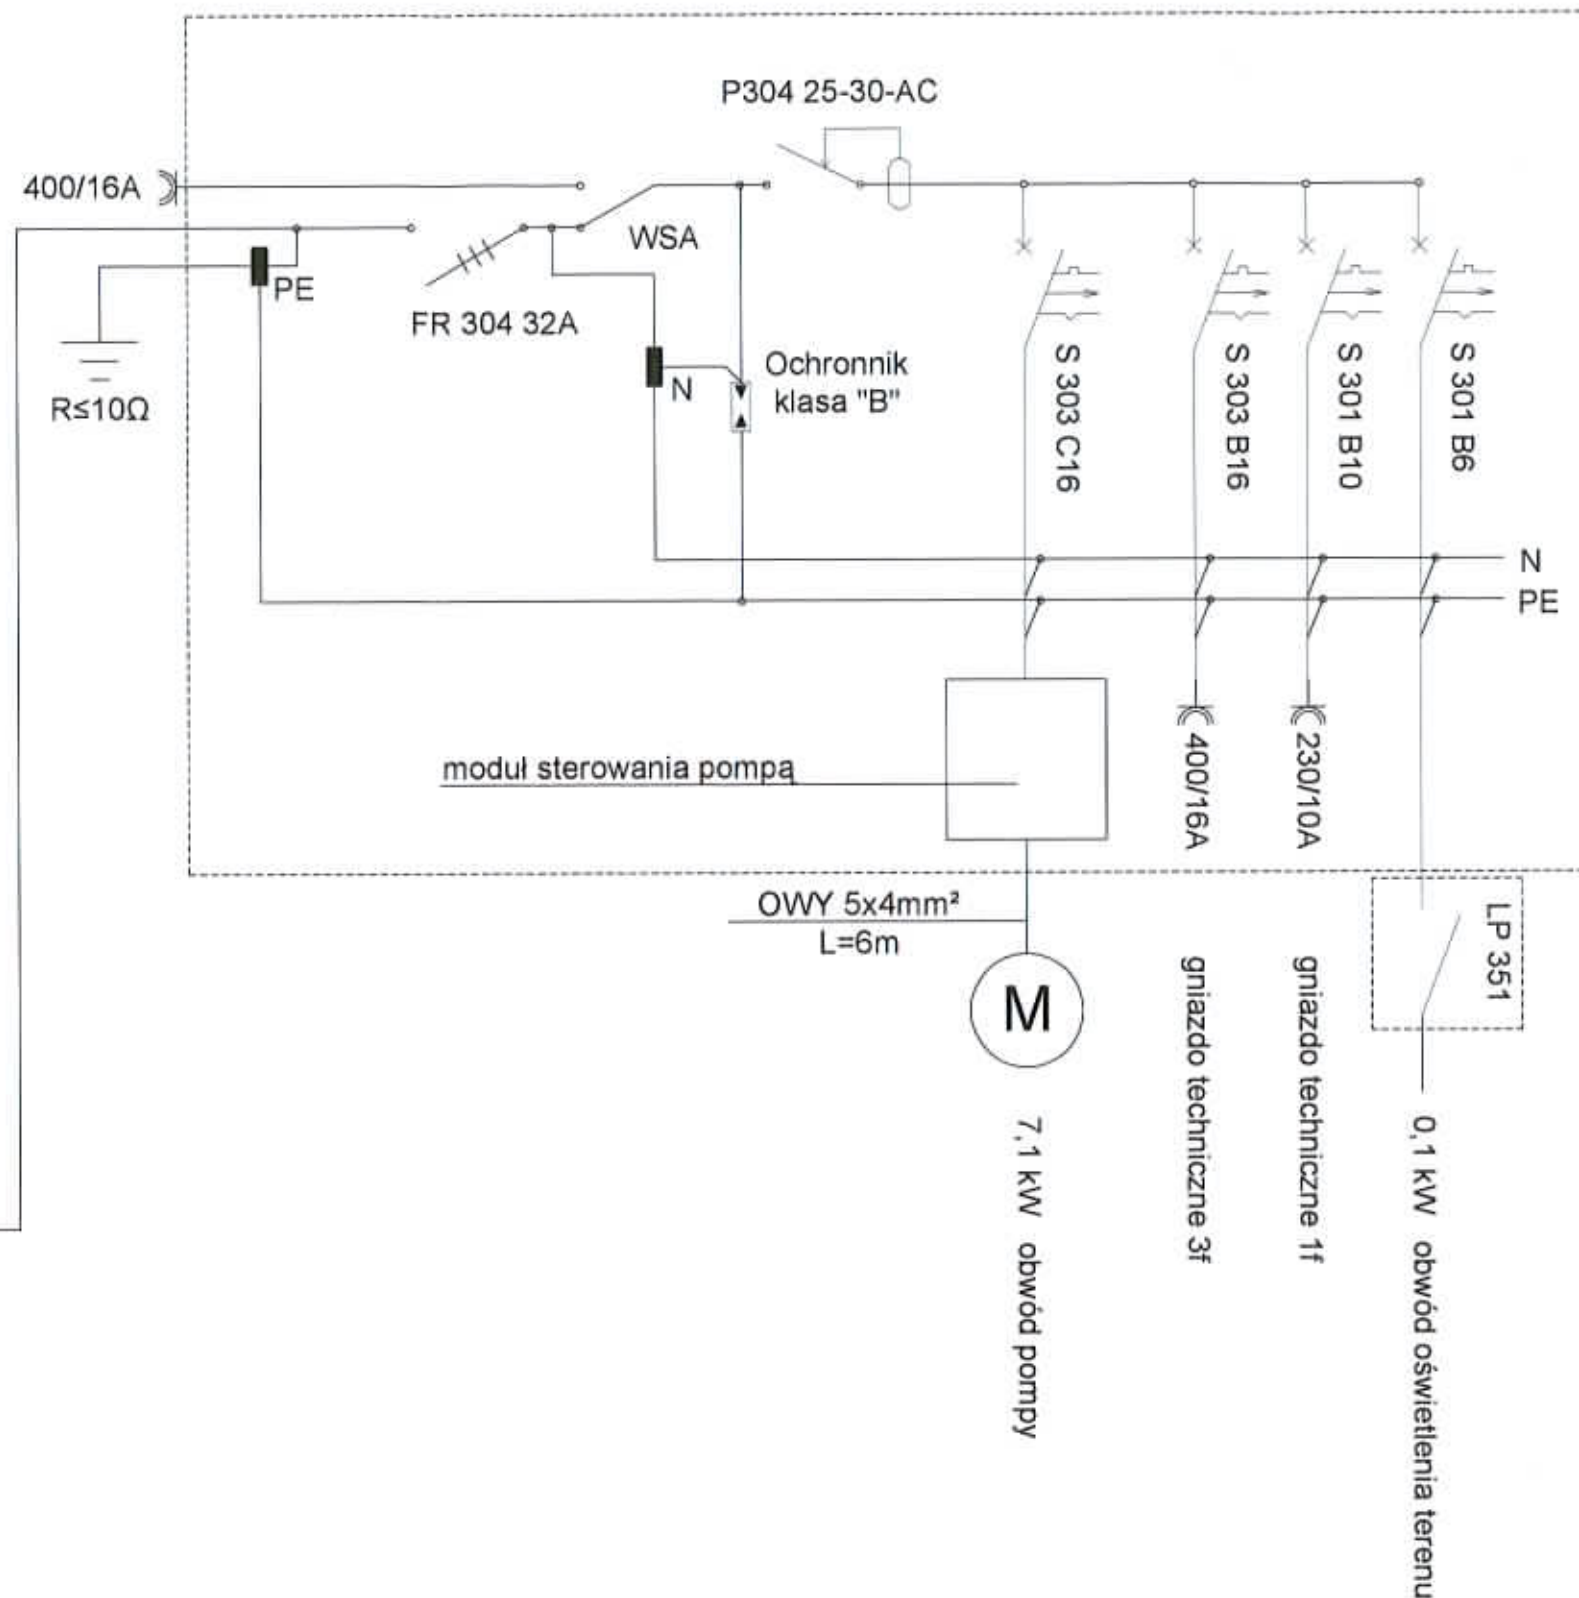 P304 25-30-AC
400/16A
WSA
PE
FR 304 32A
R≤10Ω
N
Ochronnik
klasa "B"
S 303 C16
S 303 B16
S 301 B10
S 301 B6
N
PE
moduł sterowania pompą
400/16A
230/10A
OWY 5x4mm²
L=6m
LP 351
M
7,1 kW obwód pompy
gniazdo techniczne 3f
gniazdo techniczne 1f
0,1 kW obwód oświetlenia terenu